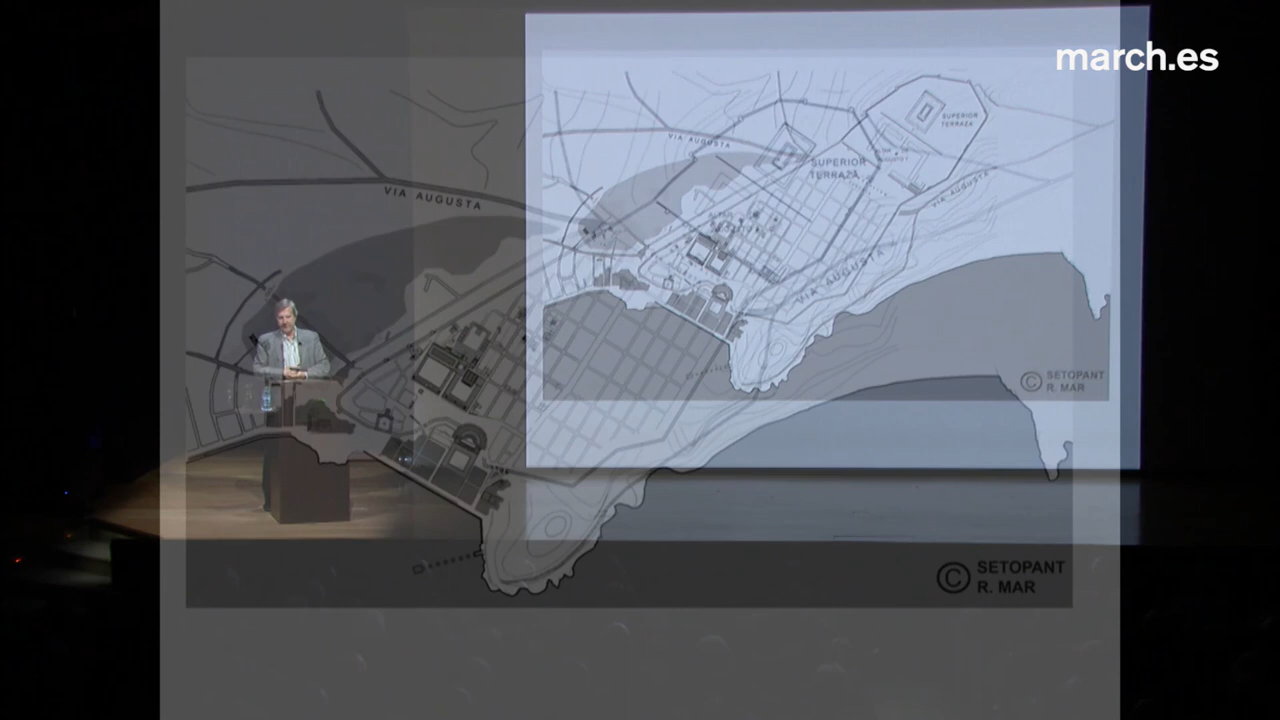 march.es
SUPERIOR
TERRAZA
VIA AUGUSTA
SUPERIOR
TERRAZA
VIA AUGUSTA
VIA AUGUSTA
VIA AUGUSTA
© SETOPANT
R. MAR
© SETOPANT
R. MAR